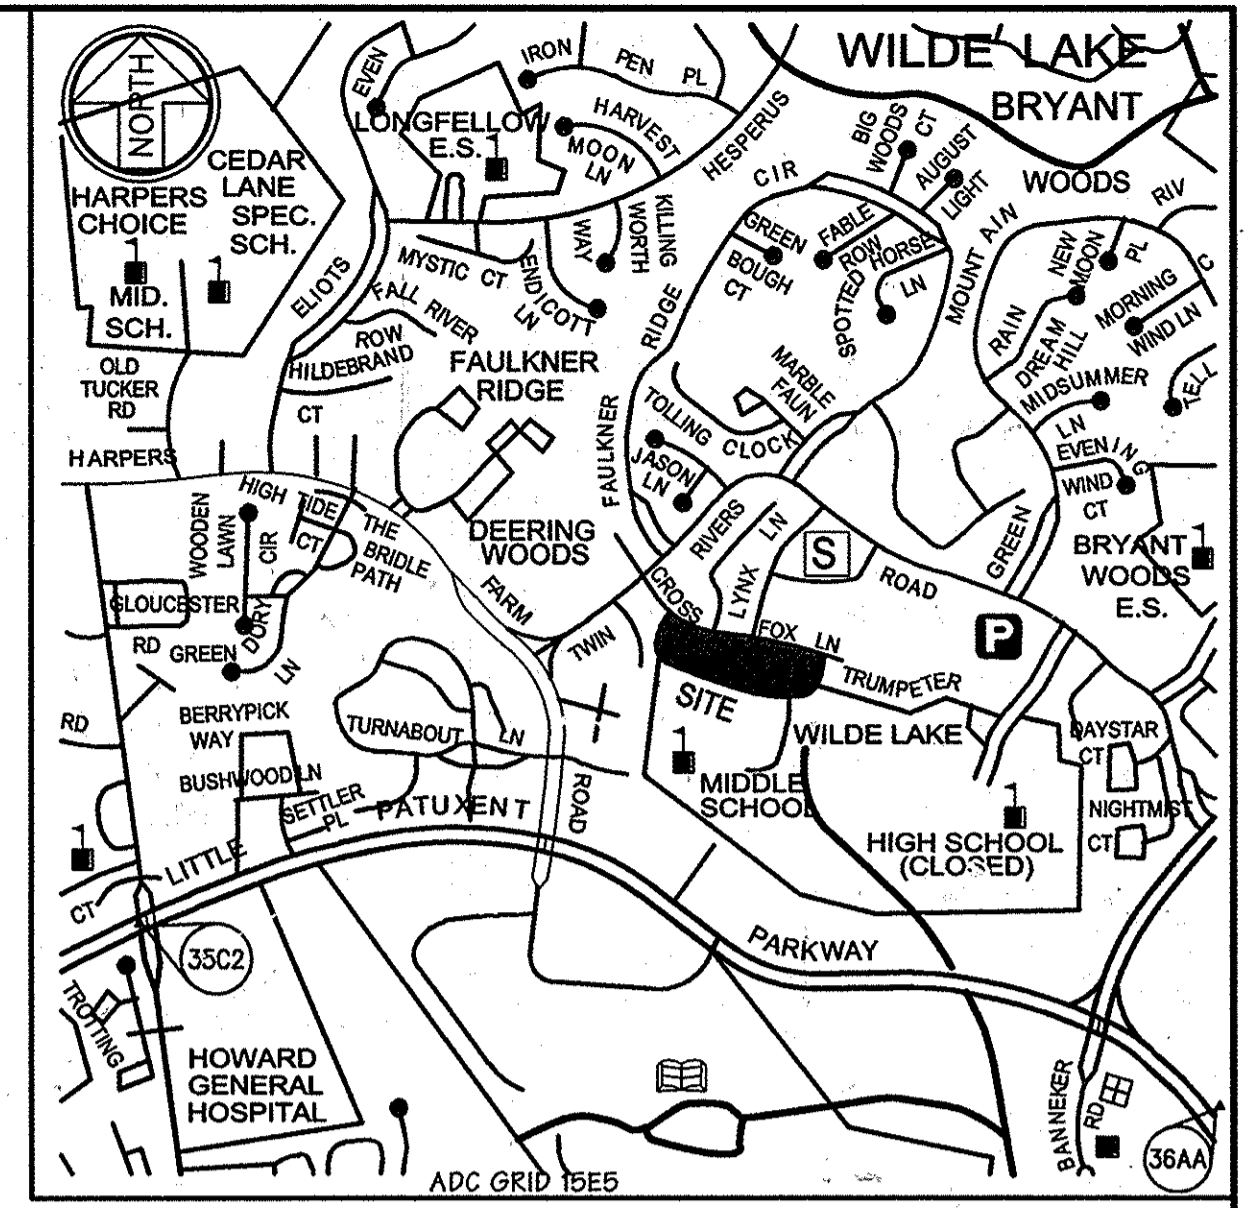 WILDE LAKE
BRYANT
WOODS
NORTH
EVEN
IRON
PEN PL
LONGFELLOW
E.S.
HARVEST
MOON
LN
HESPERUS
CIR
BIG
WOODS
CT
AUGUST
LIGHT
CEDAR
LANE
SPEC.
SCH.
HARPERS
CHOICE
MID.
SCH.
ELIOTS
MYSTIC CT
ENDICOTT
LN
WAY
KILLING
WORTH
GREEN
BOUGH
CT
FABLE
ROW
SPOTTED HORSE
LN
MOUNT AIN
RIV
NEW
MOON
PL
C
MORNING
WIND LN
RAIN
DREAM
HILL
TELL
MIDSUMMER
LN
FALL RIVER
ROW
HILDEBRAND
CT
FAULKNER
RIDGE
FAULKNER RIDGE
MARBLE
FAUN
TOLLING CLOCK
JASON
LN
OLD
TUCKER
RD
HARPERS
FARM
ROAD
EVENING
WIND
CT
HIGH TIDE
CT
WOODEN
LAWN
CIR
THE
BRIDLE
PATH
DEERING
WOODS
CROSS
RIVERS
LN
LYNX
S
ROAD
GREEN
BRYANT
WOODS
E.S.
GLOUCESTER
RD
GREEN
DORY
LN
TWIN
FOX LN
P
TRUMPETER
SITE
BERRYPICK
WAY
RD
TURNABOUT LN
WILDE LAKE
MIDDLE
SCHOOL
DAYSTAR
CT
BUSHWOOD LN
SETTLER
PL
NIGHTMIST
CT
HIGH SCHOOL
(CLOSED)
LITTLE PATUXENT PARKWAY
CT
35C2
TROTTING
HOWARD
GENERAL
HOSPITAL
BANNEKER
RD
36AA
ADC GRID 15E5